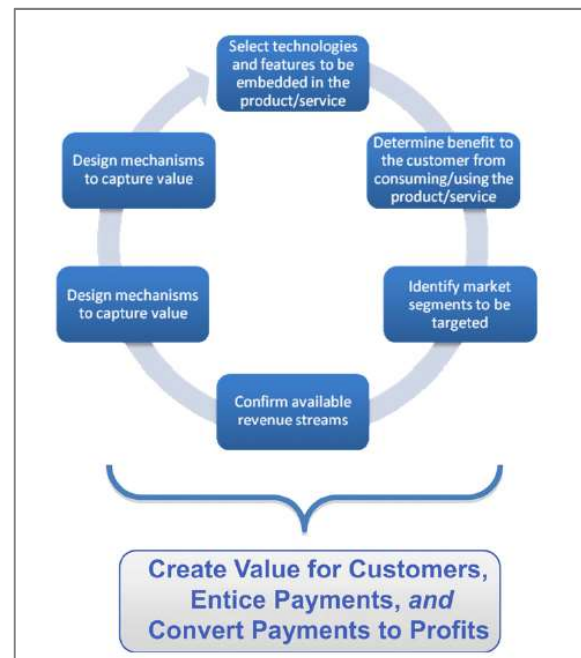 Select technologies
and features to be
embedded in the
product/service
Determine benefit to
the customer from
consuming/using the
product/service
Identify market
segments to be
targeted
Confirm available
revenue streams
Design mechanisms
to capture value
Design mechanisms
to capture value
Create Value for Customers,
Entice Payments, and
Convert Payments to Profits